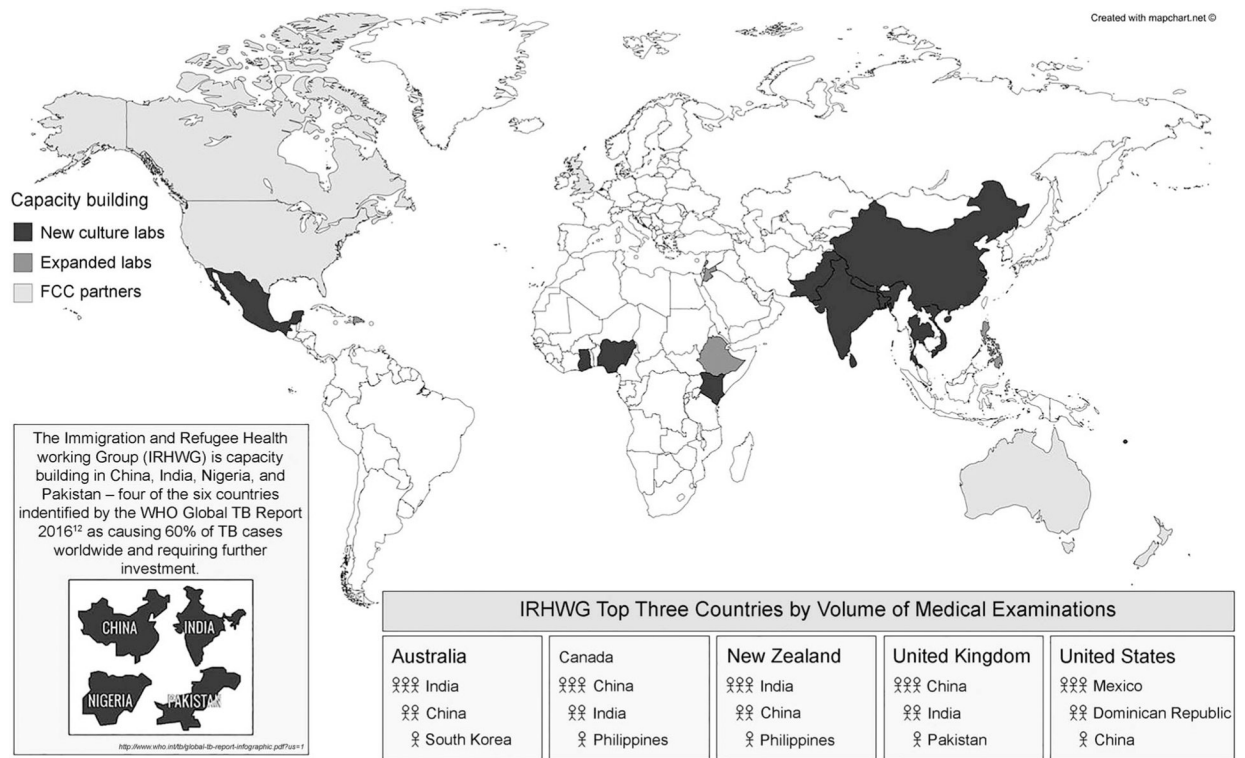 Created with mapchart.net ©
Capacity building
New culture labs
Expanded labs
FCC partners
The Immigration and Refugee Health
working Group (IRHWG) is capacity
building in China, India, Nigeria, and
Pakistan – four of the six countries
indentified by the WHO Global TB Report
2016¹² as causing 60% of TB cases
worldwide and requiring further
investment.
CHINA
INDIA
NIGERIA
PAKISTAN
http://www.who.int/tb/global-tb-report-infographic.pdf?us=1
IRHWG Top Three Countries by Volume of Medical Examinations
Australia
India
China
South Korea
Canada
China
India
Philippines
New Zealand
India
China
Philippines
United Kingdom
China
India
Pakistan
United States
Mexico
Dominican Republic
China